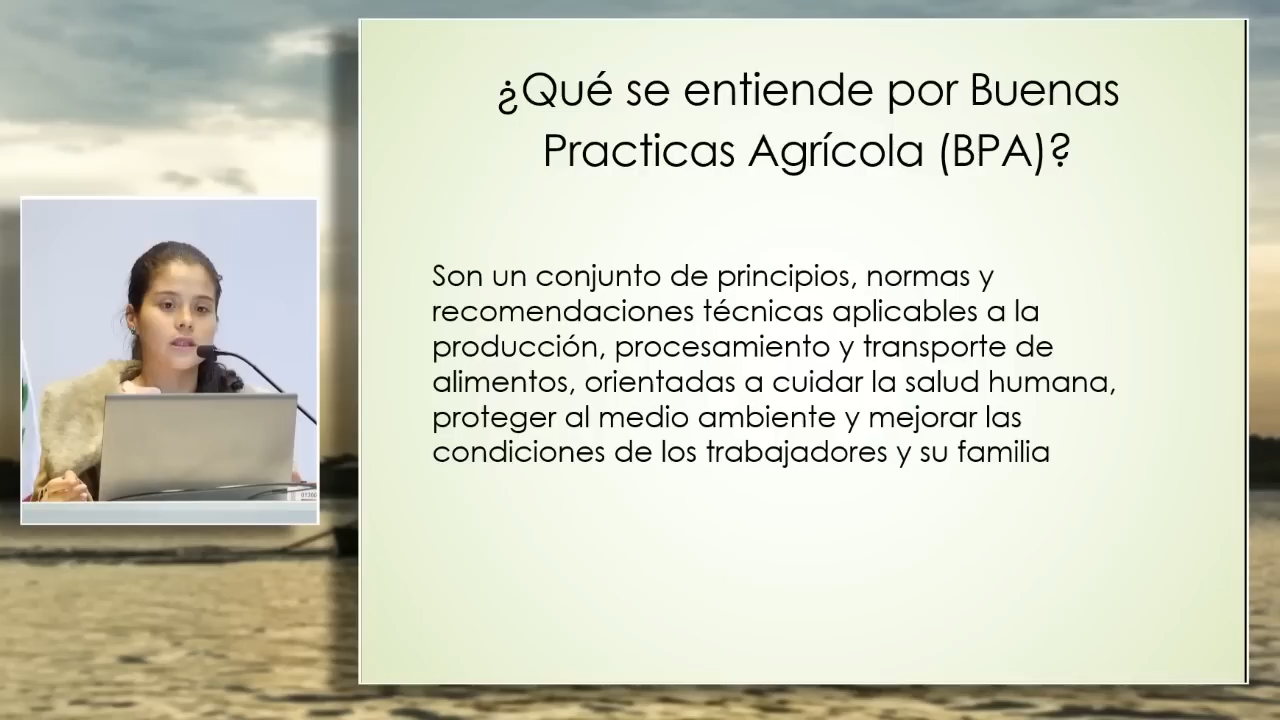 ¿Qué se entiende por Buenas
Practicas Agrícola (BPA)?
Son un conjunto de principios, normas y
recomendaciones técnicas aplicables a la
producción, procesamiento y transporte de
alimentos, orientadas a cuidar la salud humana,
proteger al medio ambiente y mejorar las
condiciones de los trabajadores y su familia